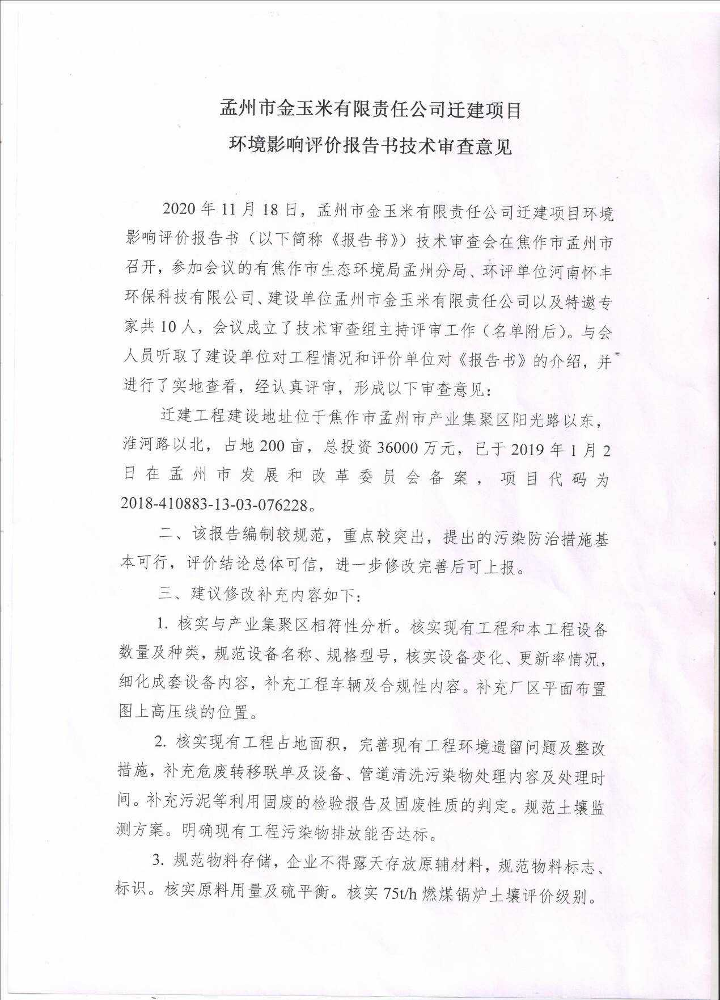 孟州市金玉米有限责任公司迁建项目
环境影响评价报告书技术审查意见
2020 年 11 月 18 日，孟州市金玉米有限责任公司迁建项目环境
影响评价报告书（以下简称《报告书》）技术审查会在焦作市孟州市
召开，参加会议的有焦作市生态环境局孟州分局、环评单位河南怀丰
环保科技有限公司、建设单位孟州市金玉米有限责任公司以及特邀专
家共 10 人，会议成立了技术审查组主持评审工作（名单附后）。与会
人员听取了建设单位对工程情况和评价单位对《报告书》的介绍，并
进行了实地查看，经认真评审，形成以下审查意见：
迁建工程建设地址位于焦作市孟州市产业集聚区阳光路以东，
淮河路以北，占地 200 亩，总投资 36000 万元，已于 2019 年 1 月 2
日在孟州市发展和改革委员会备案，项目代码为
2018-410883-13-03-076228。
二、该报告编制较规范，重点较突出，提出的污染防治措施基
本可行，评价结论总体可信，进一步修改完善后可上报。
三、建议修改补充内容如下：
1. 核实与产业集聚区相符性分析。核实现有工程和本工程设备
数量及种类，规范设备名称、规格型号，核实设备变化、更新率情况，
细化成套设备内容，补充工程车辆及合规性内容。补充厂区平面布置
图上高压线的位置。
2. 核实现有工程占地面积，完善现有工程环境遗留问题及整改
措施，补充危废转移联单及设备、管道清洗污染物处理内容及处理时
间。补充污泥等利用固废的检验报告及固废性质的判定。规范土壤监
测方案。明确现有工程污染物排放能否达标。
3. 规范物料存储，企业不得露天存放原辅材料，规范物料标志、
标识。核实原料用量及硫平衡。核实 75t/h 燃煤锅炉土壤评价级别。